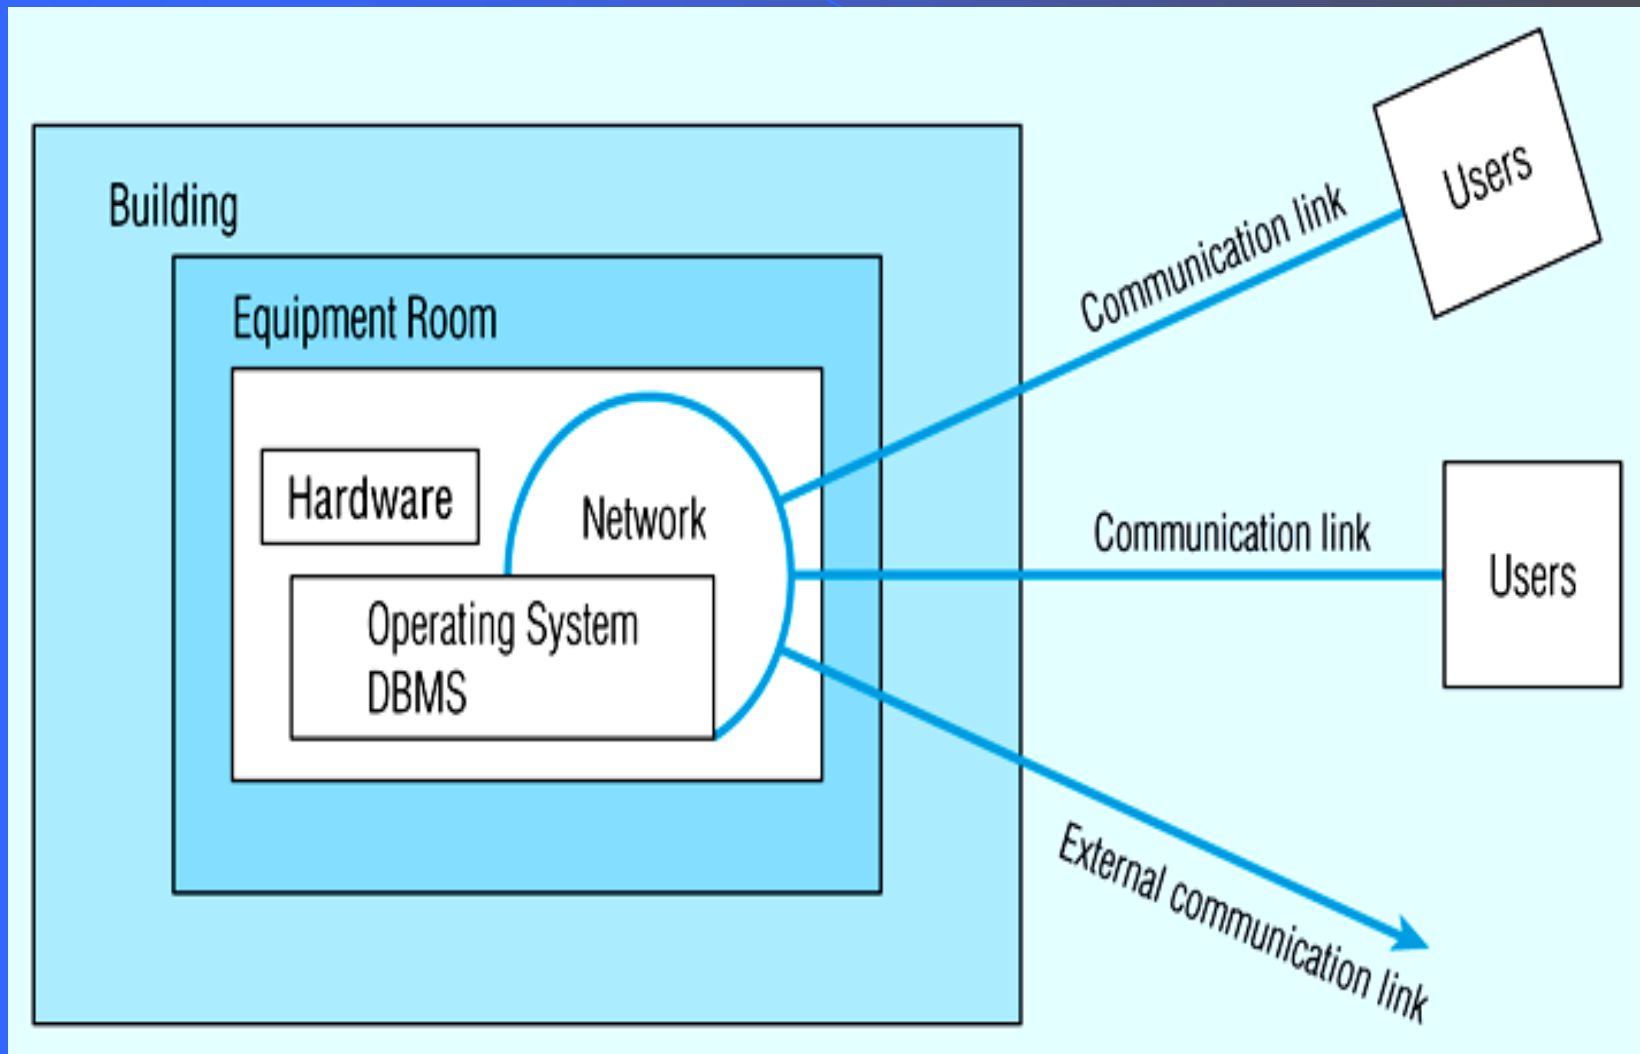 Building
Equipment Room
Hardware
Network
Operating System
DBMS
Communication link
Users
Communication link
Users
External communication link